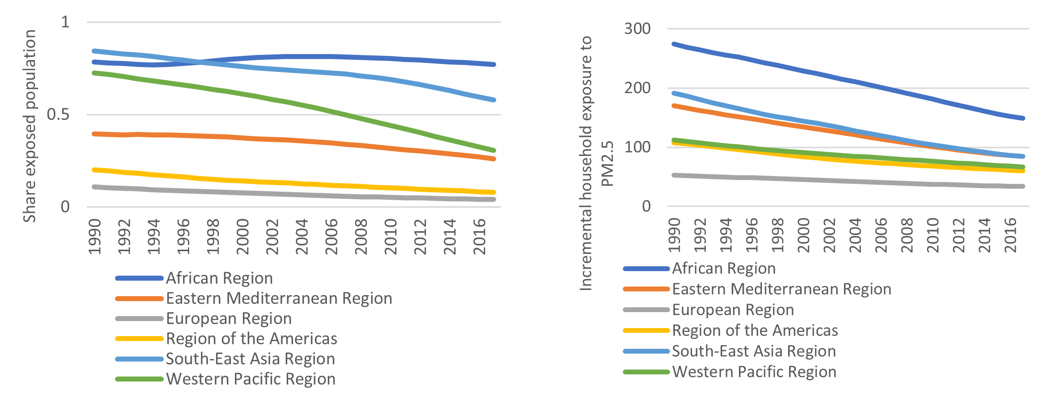 Share exposed population
1
0.5
0
1990
1992
1994
1996
1998
2000
2002
2004
2006
2008
2010
2012
2014
2016
African Region
Eastern Mediterranean Region
European Region
Region of the Americas
South-East Asia Region
Western Pacific Region
Incremental household exposure to
PM2.5
300
200
100
0
1990
1992
1994
1996
1998
2000
2002
2004
2006
2008
2010
2012
2014
2016
African Region
Eastern Mediterranean Region
European Region
Region of the Americas
South-East Asia Region
Western Pacific Region